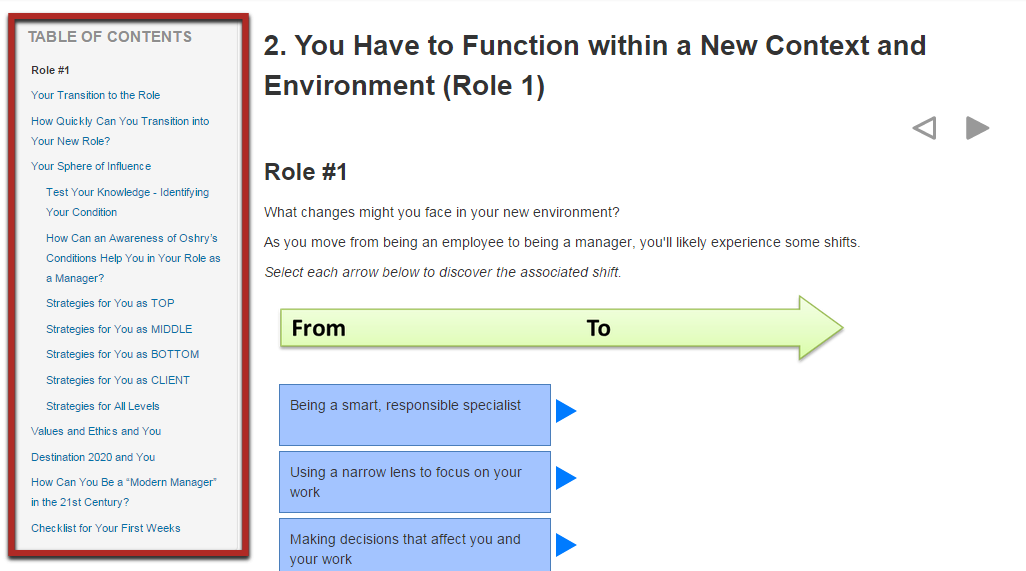 TABLE OF CONTENTS
Role #1
Your Transition to the Role
How Quickly Can You Transition into
Your New Role?
Your Sphere of Influence
Test Your Knowledge - Identifying
Your Condition
How Can an Awareness of Oshry's
Conditions Help You in Your Role as
a Manager?
Strategies for You as TOP
Strategies for You as MIDDLE
Strategies for You as BOTTOM
Strategies for You as CLIENT
Strategies for All Levels
Values and Ethics and You
Destination 2020 and You
How Can You Be a “Modern Manager”
in the 21st Century?
Checklist for Your First Weeks
2. You Have to Function within a New Context and
Environment (Role 1)
Role #1
What changes might you face in your new environment?
As you move from being an employee to being a manager, you'll likely experience some shifts.
Select each arrow below to discover the associated shift.
From To
Being a smart, responsible specialist
Using a narrow lens to focus on your
work
Making decisions that affect you and
your work